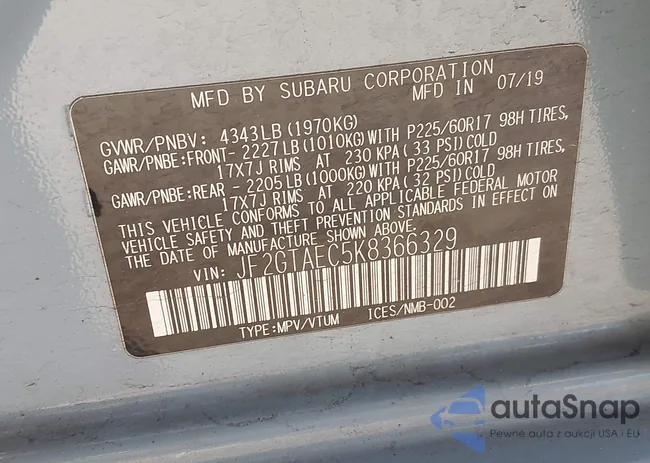 MFD BY SUBARU CORPORATION
MFD IN 07/19
GVWR/PNBV: 4343LB(1970KG)
GAWR/PNBE:FRONT-2227LB(1010KG)WITH P225/60R17 98H TIRES,
17X7J RIMS AT 230 KPA(33 PSI)COLD
GAWR/PNBE:REAR -2205LB(1000KG)WITH P225/60R17 98H TIRES,
17X7J RIMS AT 220 KPA(32 PSI)COLD
THIS VEHICLE CONFORMS TO ALL APPLICABLE FEDERAL MOTOR
VEHICLE SAFETY AND THEFT PREVENTION STANDARDS IN EFFECT ON
THE DATE OF MANUFACTURE SHOWN ABOVE.
VIN: JF2GTAEC5K8366329
TYPE:MPV/VTUM ICES/NMB-002
autaSnap
Pewne auta z aukcji USA i EU